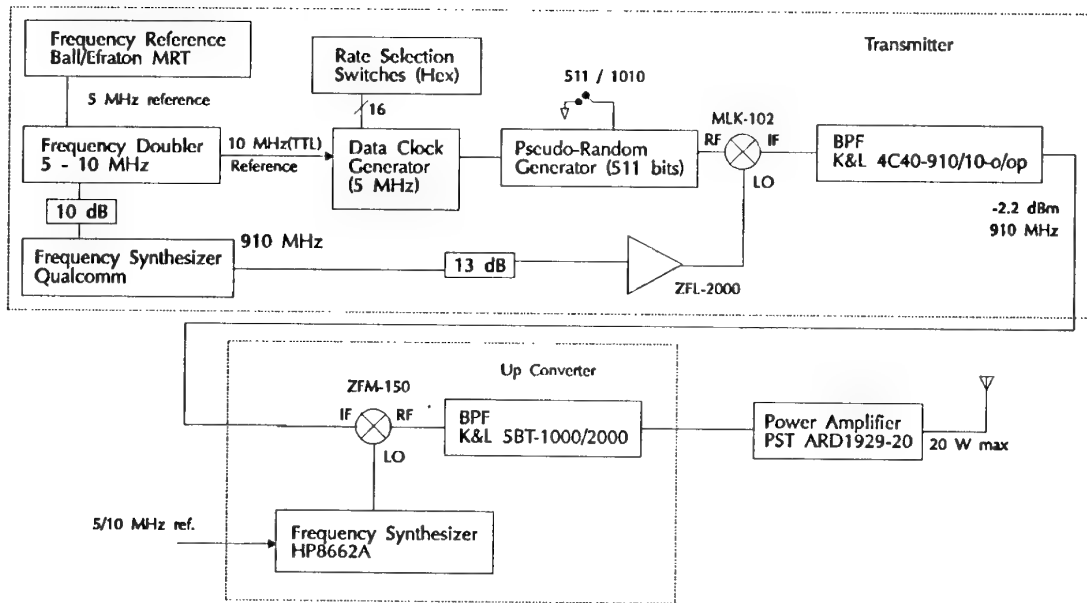 Frequency Reference
Ball/Efraton MRT
Transmitter
Rate Selection
Switches (Hex)
511 / 1010
5 MHz reference
16
MLK-102
Frequency Doubler
5 - 10 MHz
10 MHz(TTL)
Reference
Data Clock
Generator
(5 MHz)
Pseudo-Random
Generator (511 bits)
RF
IF
LO
BPF
K&L 4C40-910/10-o/op
10 dB
-2.2 dBm
910 MHz
Frequency Synthesizer
Qualcomm
910 MHz
13 dB
ZFL-2000
Up Converter
ZFM-150
IF
RF
LO
BPF
K&L 5BT-1000/2000
Power Amplifier
PST ARD1929-20
20 W max
5/10 MHz ref.
Frequency Synthesizer
HP8662A